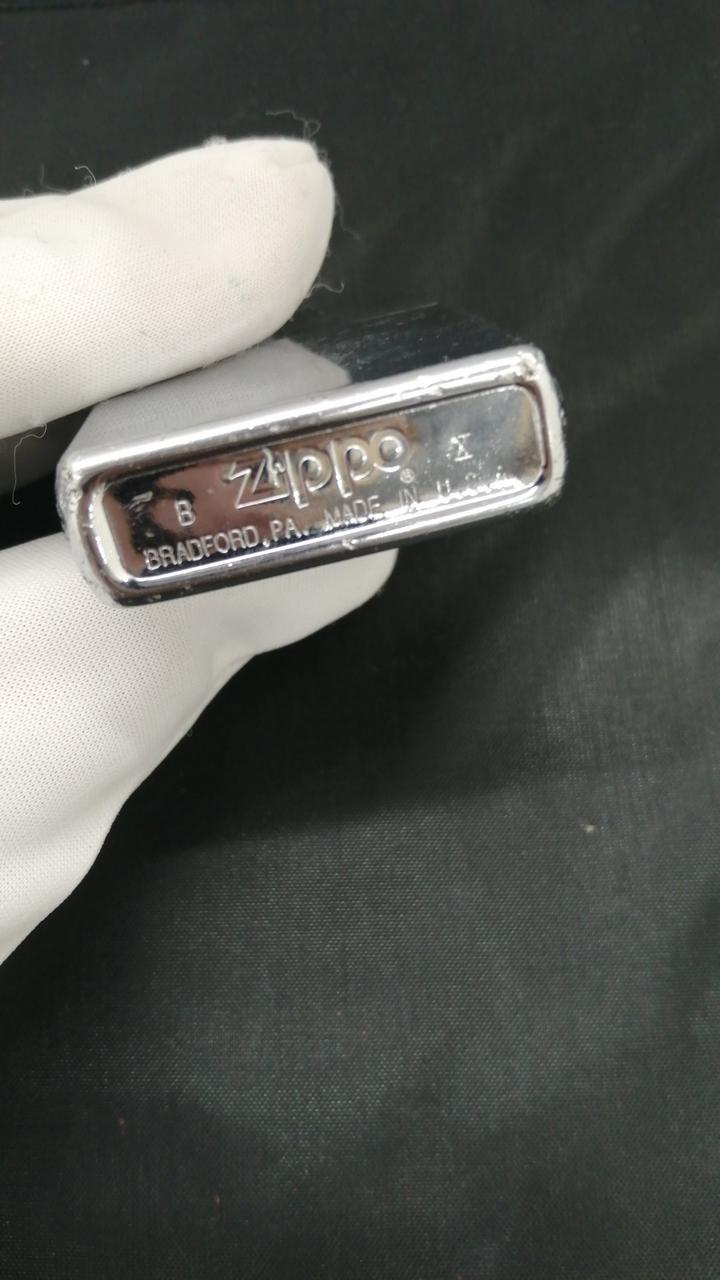 B Zippo ® X
BRADFORD, PA. MADE IN U.S.A.